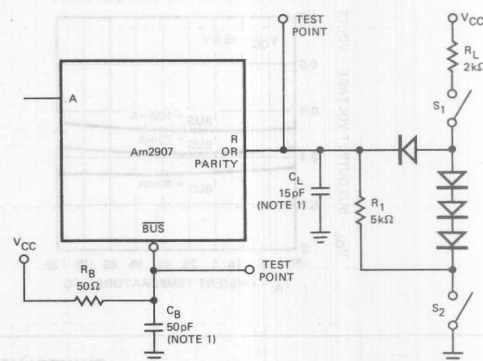 TEST
POINT
VCC
RL
2kΩ
S1
A
Am2907
R
OR
PARITY
CL
15pF
(NOTE 1)
R1
5kΩ
BUS
VCC
RB
50Ω
TEST
POINT
CB
50pF
(NOTE 1)
S2